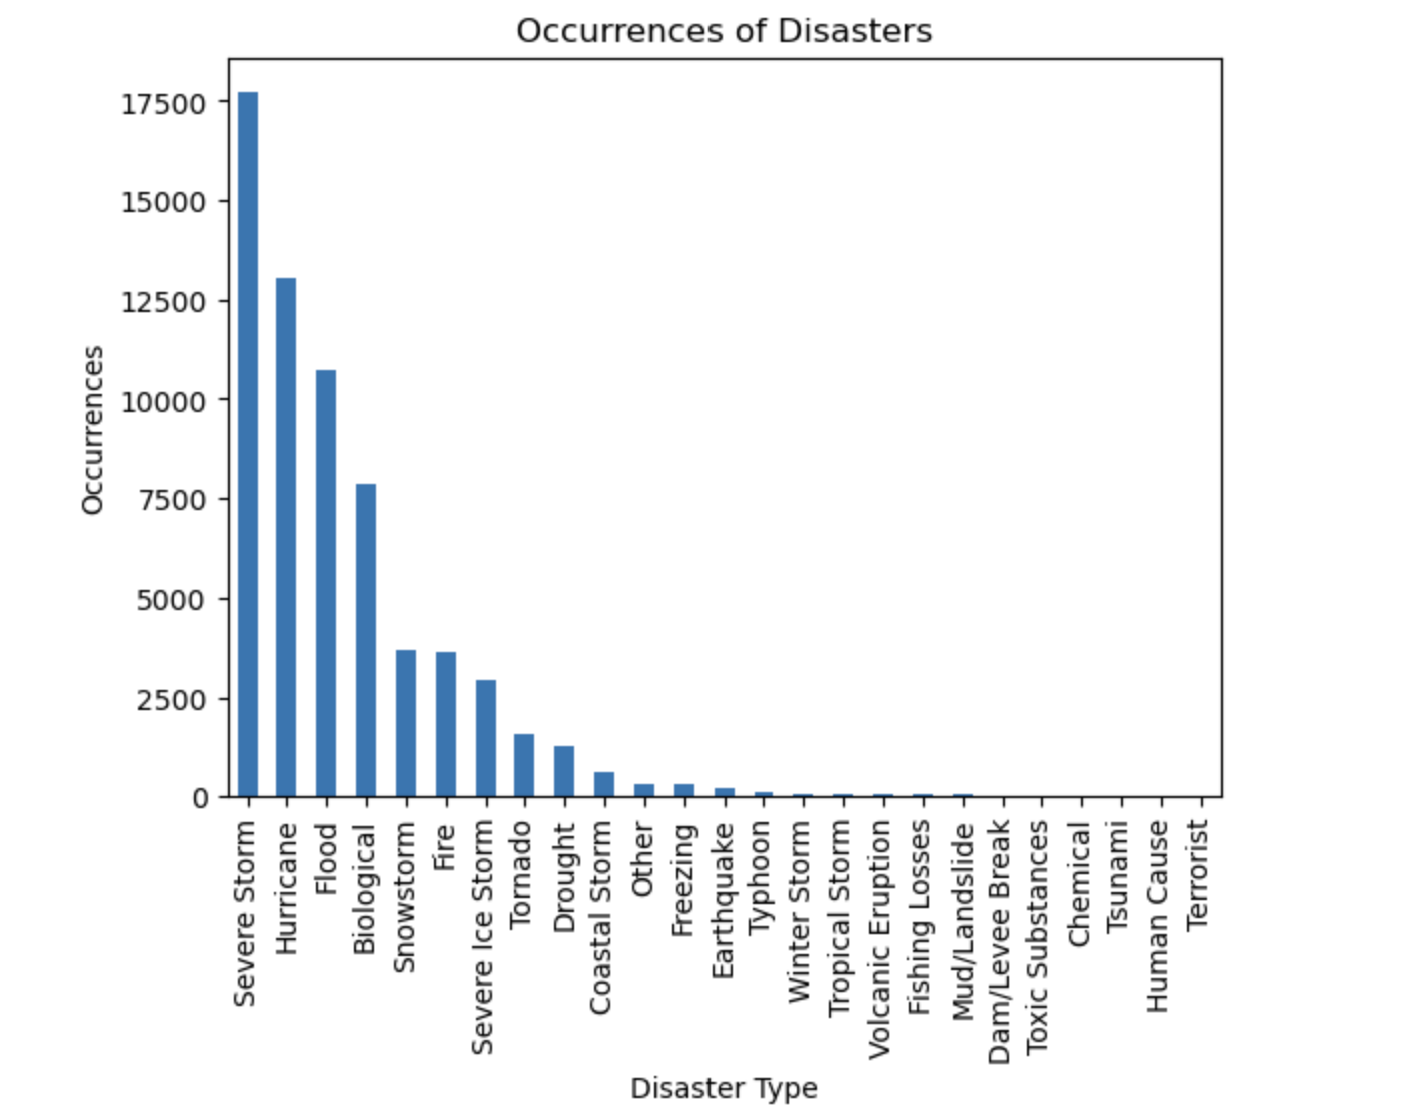 Occurrences of Disasters
Occurrences
17500
15000
12500
10000
7500
5000
2500
0
Severe Storm
Hurricane
Flood
Biological
Snowstorm
Fire
Severe Ice Storm
Tornado
Drought
Coastal Storm
Other
Freezing
Earthquake
Typhoon
Winter Storm
Tropical Storm
Volcanic Eruption
Fishing Losses
Mud/Landslide
Dam/Levee Break
Toxic Substances
Chemical
Tsunami
Human Cause
Terrorist
Disaster Type